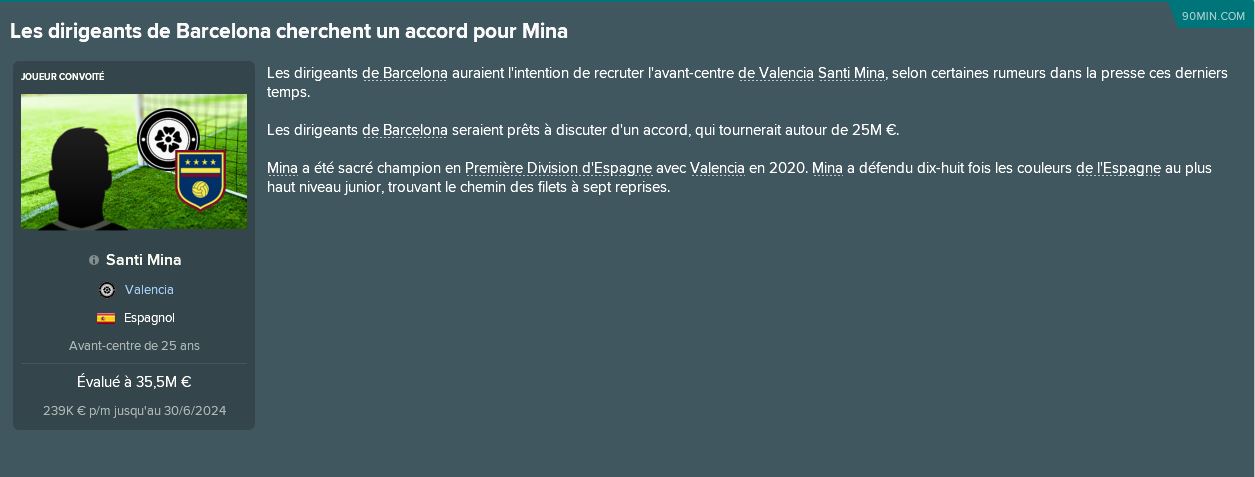 90MIN.COM
Les dirigeants de Barcelona cherchent un accord pour Mina
JOUEUR CONVOITÉ
Santi Mina
Valencia
Espagnol
Avant-centre de 25 ans
Évalué à 35,5M €
239K € p/m jusqu'au 30/6/2024
Les dirigeants de Barcelona auraient l'intention de recruter l'avant-centre de Valencia Santi Mina, selon certaines rumeurs dans la presse ces derniers
temps.
Les dirigeants de Barcelona seraient prêts à discuter d'un accord, qui tournerait autour de 25M €.
Mina a été sacré champion en Première Division d'Espagne avec Valencia en 2020. Mina a défendu dix-huit fois les couleurs de l'Espagne au plus
haut niveau junior, trouvant le chemin des filets à sept reprises.